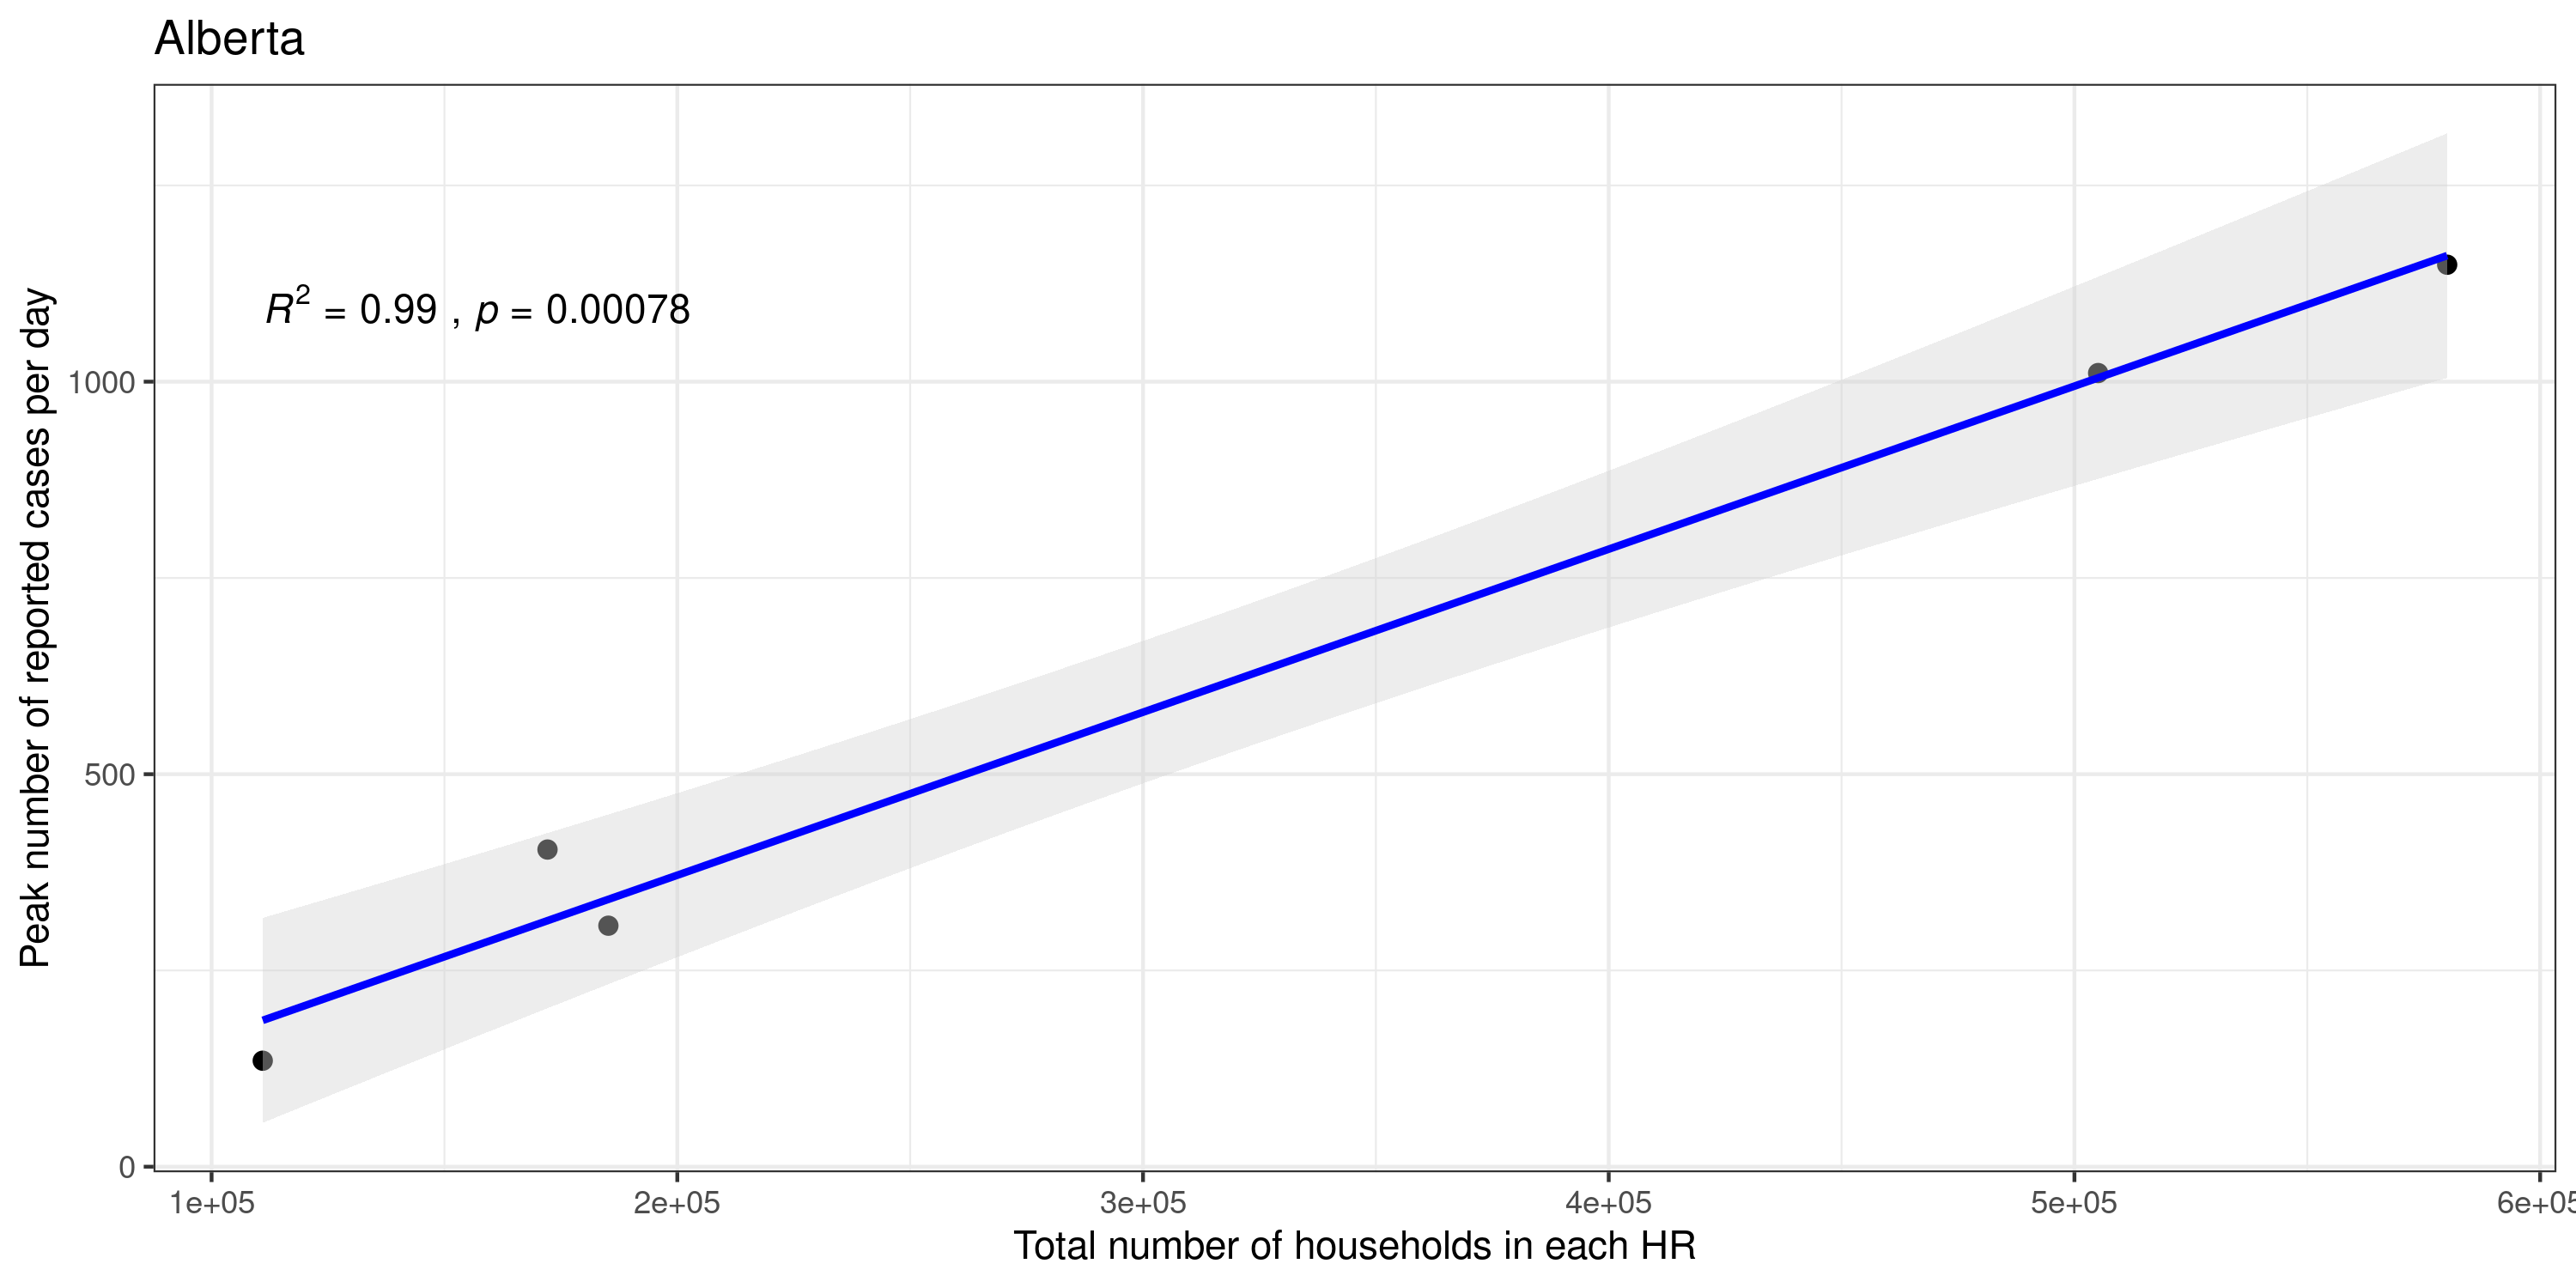 Alberta
R² = 0.99 , p = 0.00078
Peak number of reported cases per day
1000
500
0
1e+05 2e+05 3e+05 4e+05 5e+05 6e+05
Total number of households in each HR